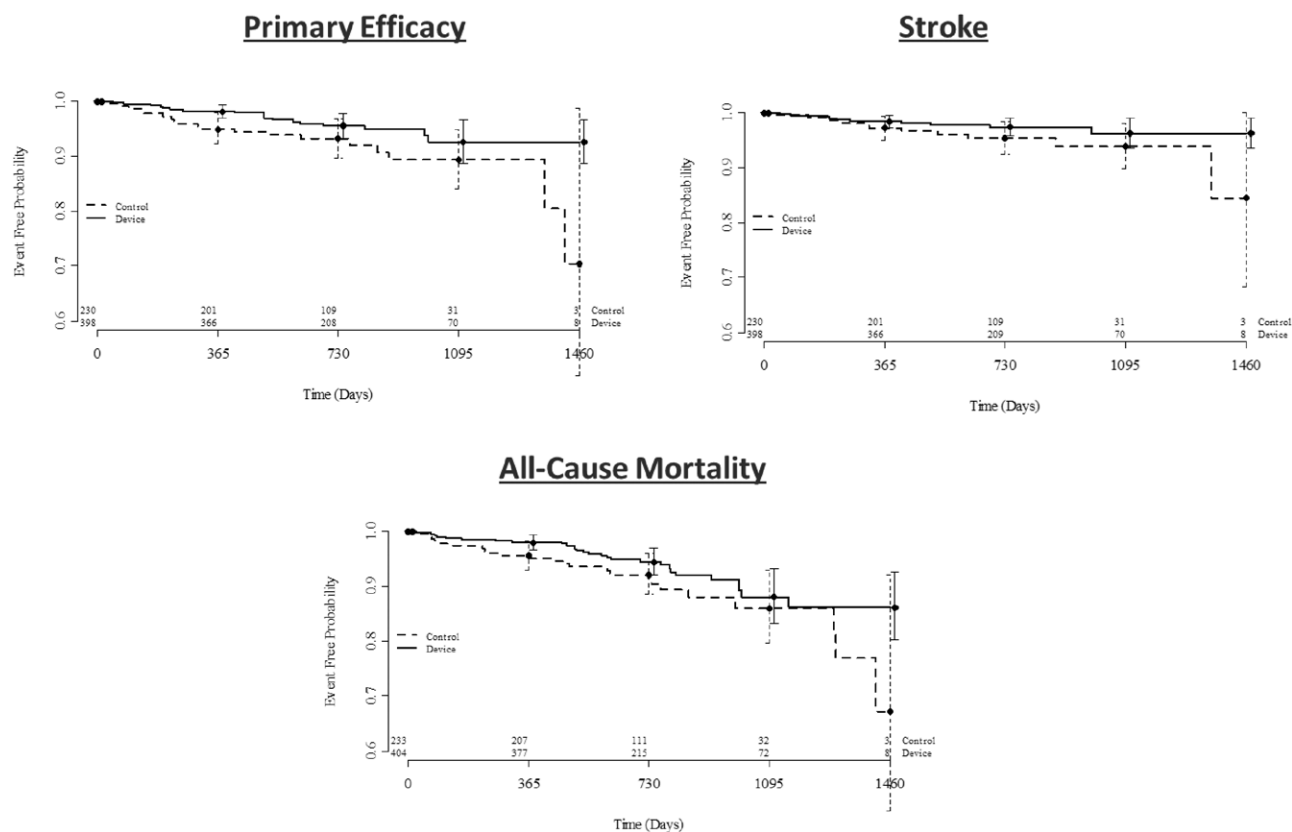 Primary Efficacy
Event Free Probability
1.0
0.9
0.8
0.7
0.6
Control
Device
230 201 109 31 3 Control
398 366 208 70 8 Device
0 365 730 1095 1460
Time (Days)
Stroke
Event Free Probability
1.0
0.9
0.8
0.7
0.6
Control
Device
230 201 109 31 3 Control
398 366 209 70 8 Device
0 365 730 1095 1460
Time (Days)
All-Cause Mortality
Event Free Probability
1.0
0.9
0.8
0.7
0.6
Control
Device
233 207 111 32 3 Control
404 377 215 72 8 Device
0 365 730 1095 1460
Time (Days)